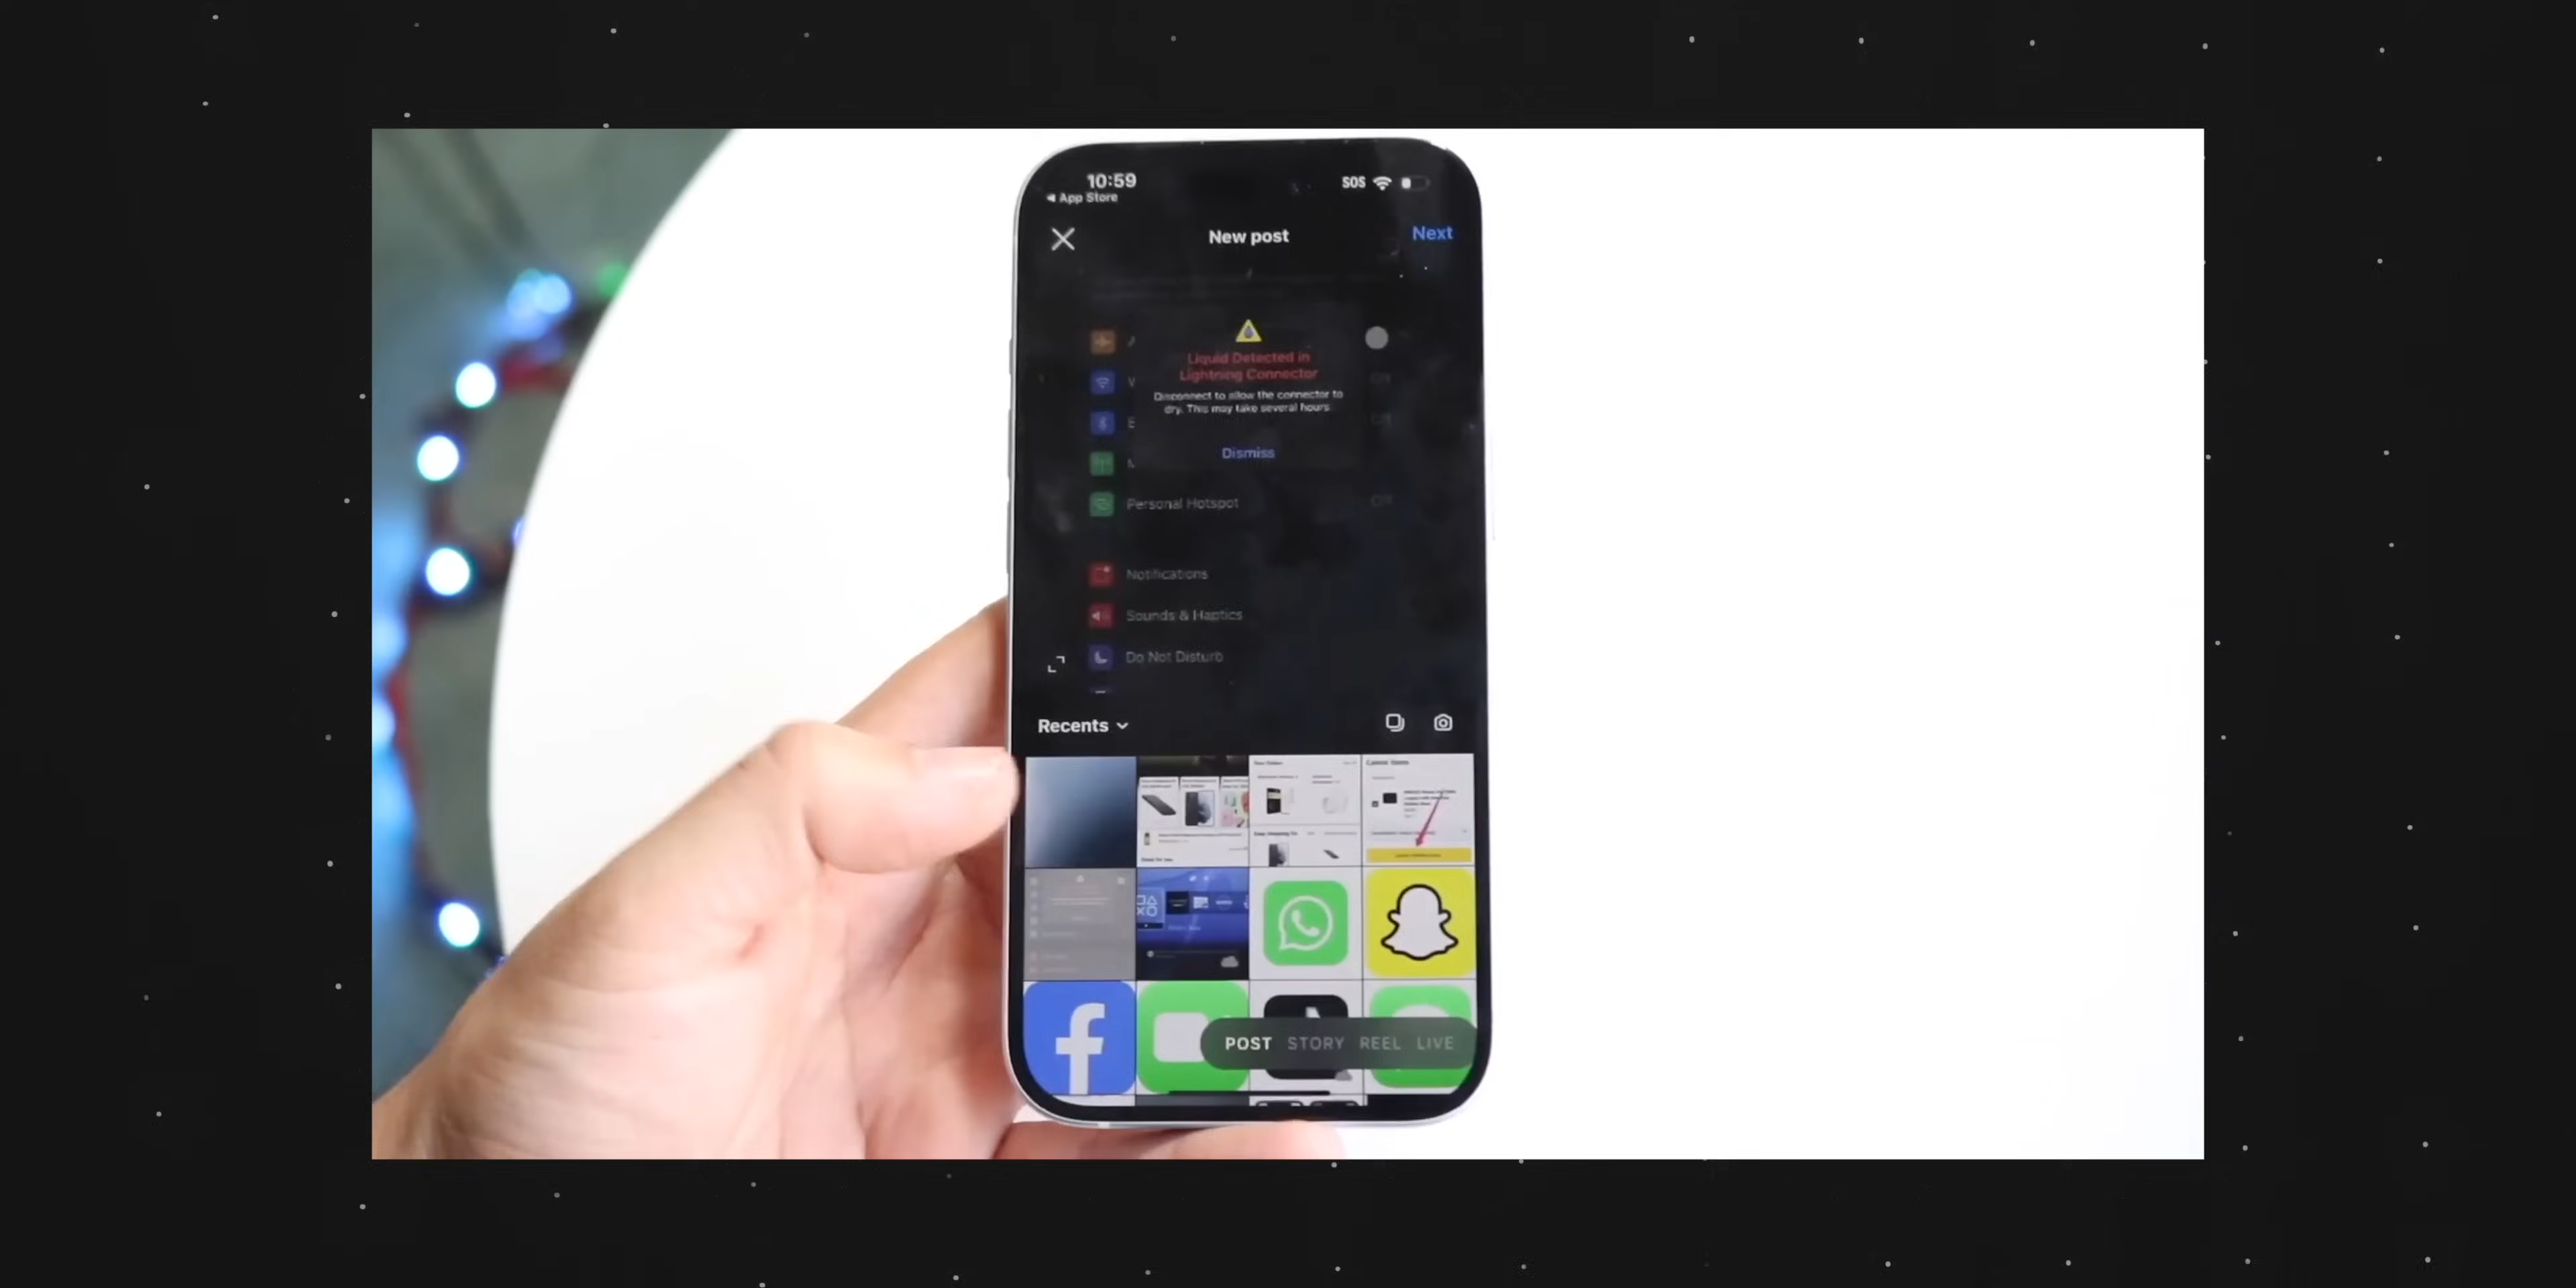 10:59
SOS
App Store
New post
Next
Liquid Detected in
Lightning Connector
Disconnect to allow the connector to
dry. This may take several hours
Dismiss
Personal Hotspot
Off
Notifications
Sounds & Haptics
Do Not Disturb
Recents
POST STORY REEL LIVE